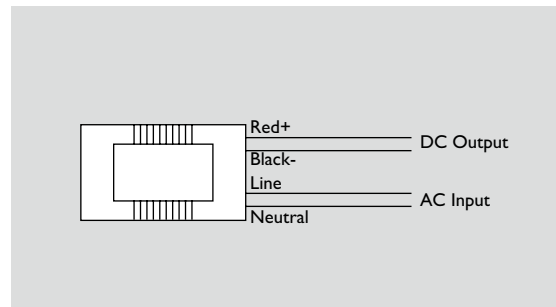 Red+
DC Output
Black-
Line
AC Input
Neutral